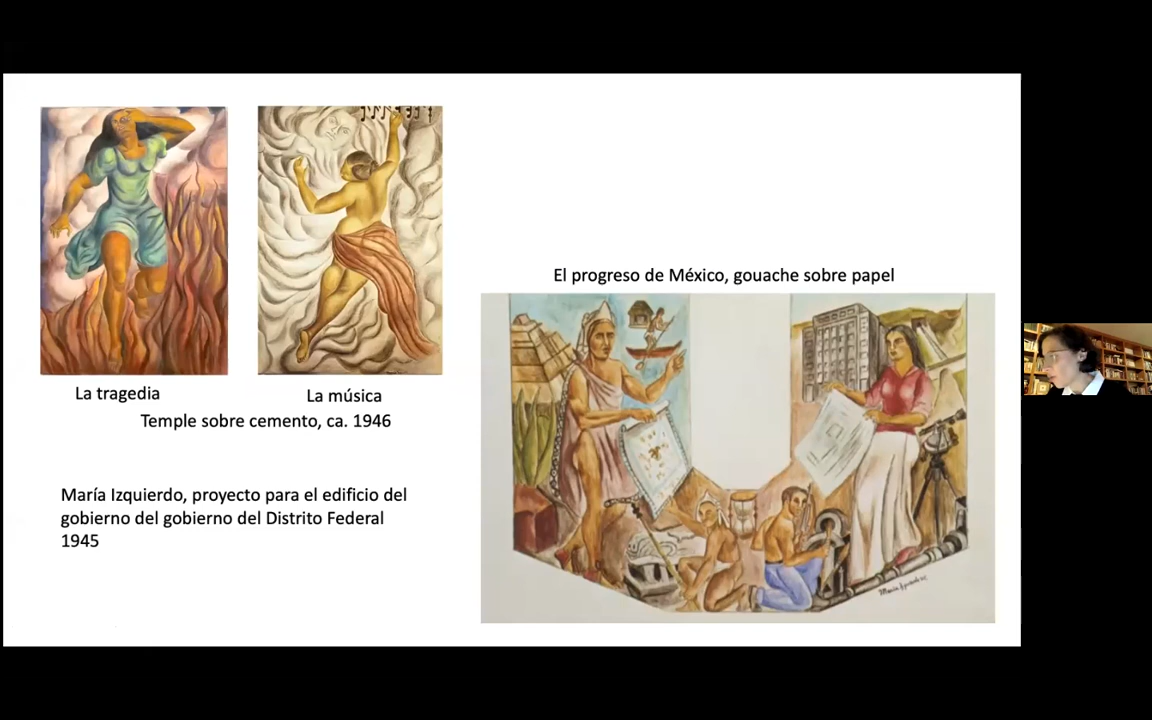 El progreso de México, gouache sobre papel
La tragedia
La música
Temple sobre cemento, ca. 1946
María Izquierdo, proyecto para el edificio del
gobierno del gobierno del Distrito Federal
1945